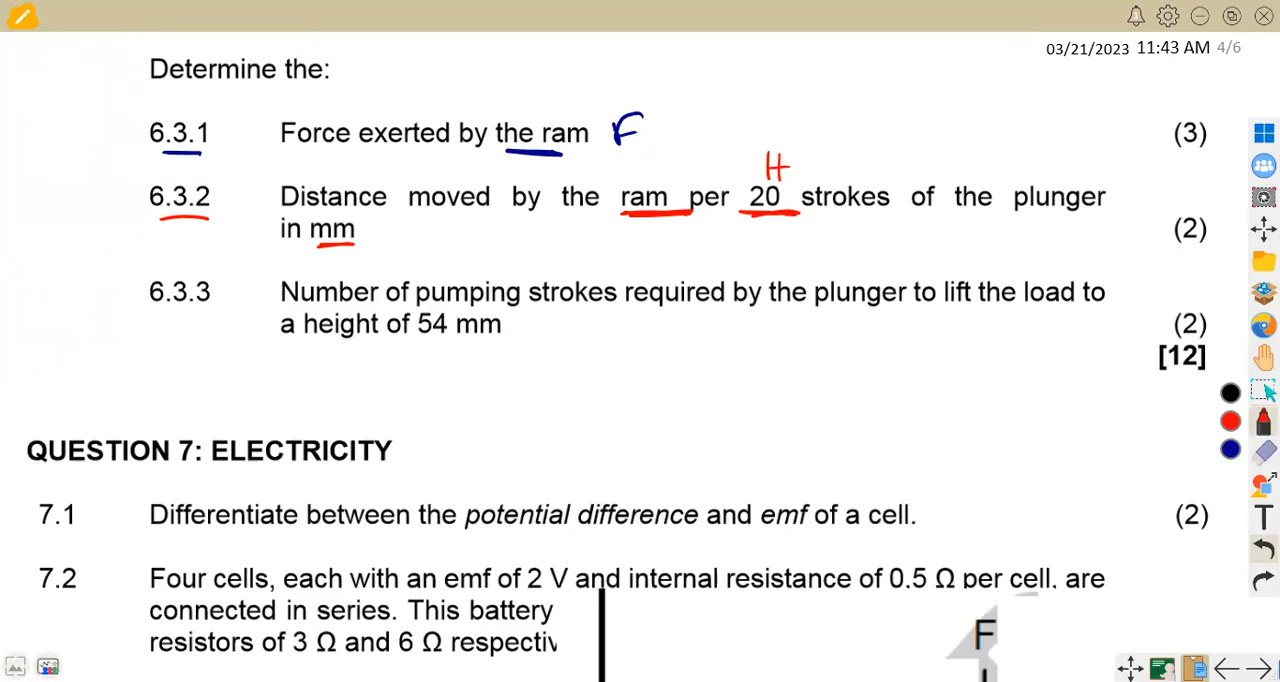 03/21/2023 11:43 AM 4/6
Determine the:
6.3.1 Force exerted by the ram F (3)
H
6.3.2 Distance moved by the ram per 20 strokes of the plunger
in mm (2)
6.3.3 Number of pumping strokes required by the plunger to lift the load to
a height of 54 mm (2)
[12]
QUESTION 7: ELECTRICITY
7.1 Differentiate between the potential difference and emf of a cell. (2)
7.2 Four cells, each with an emf of 2 V and internal resistance of 0.5 Ω per cell, are
connected in series. This battery
resistors of 3 Ω and 6 Ω respectiv
F
T